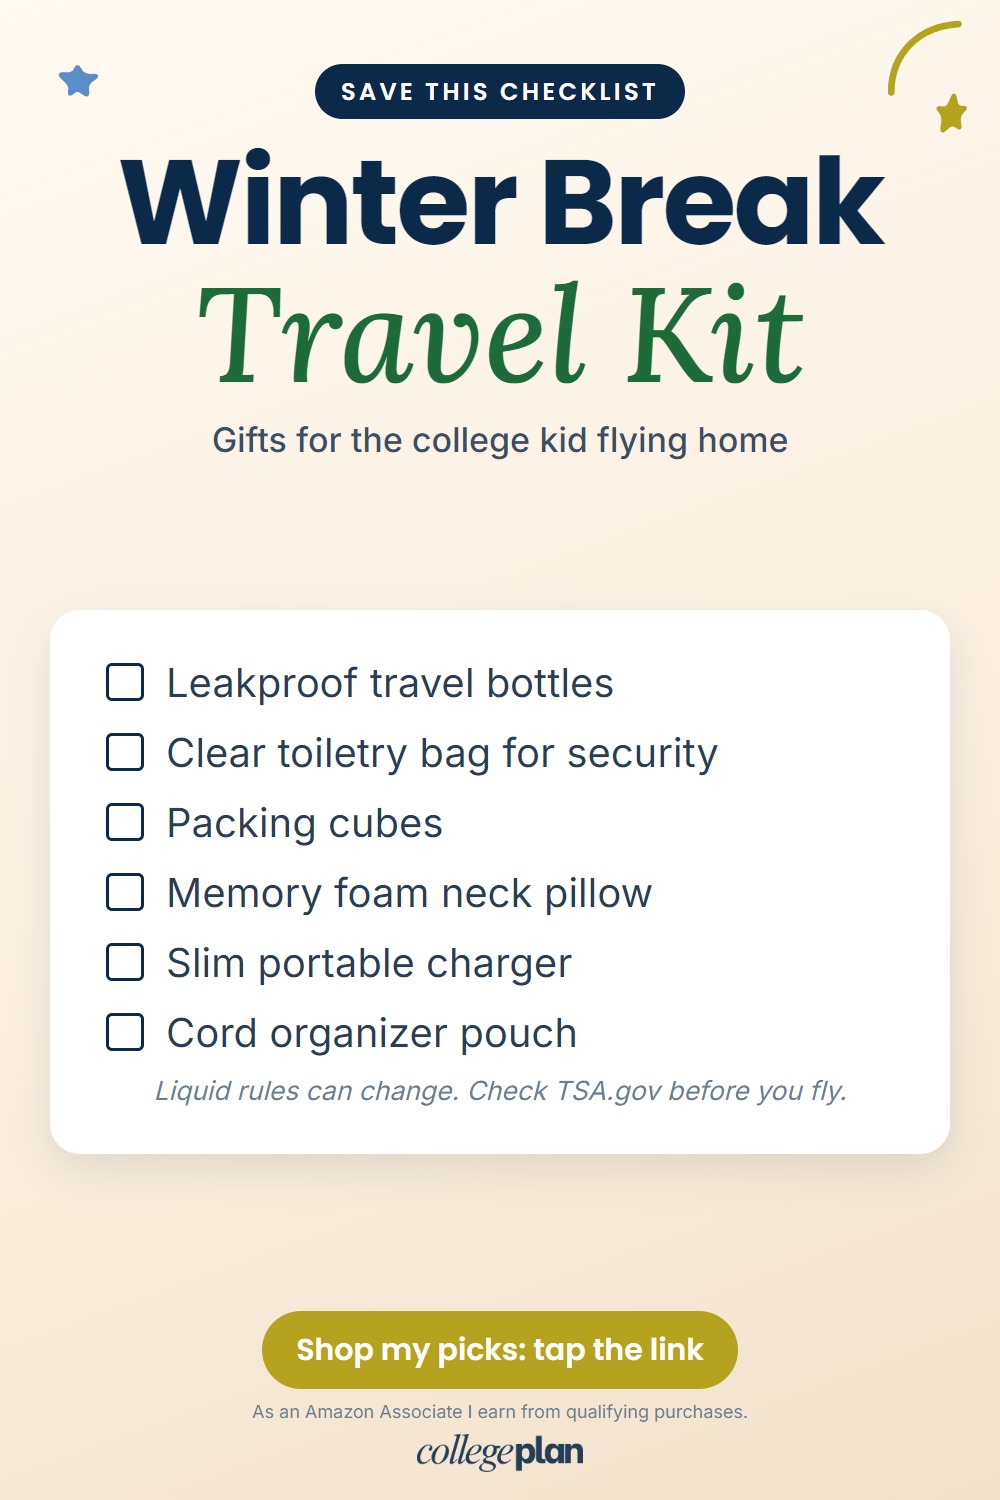 SAVE THIS CHECKLIST
Winter Break
Travel Kit
Gifts for the college kid flying home
Leakproof travel bottles
Clear toiletry bag for security
Packing cubes
Memory foam neck pillow
Slim portable charger
Cord organizer pouch
Liquid rules can change. Check TSA.gov before you fly.
Shop my picks: tap the link
As an Amazon Associate I earn from qualifying purchases.
collegeplan